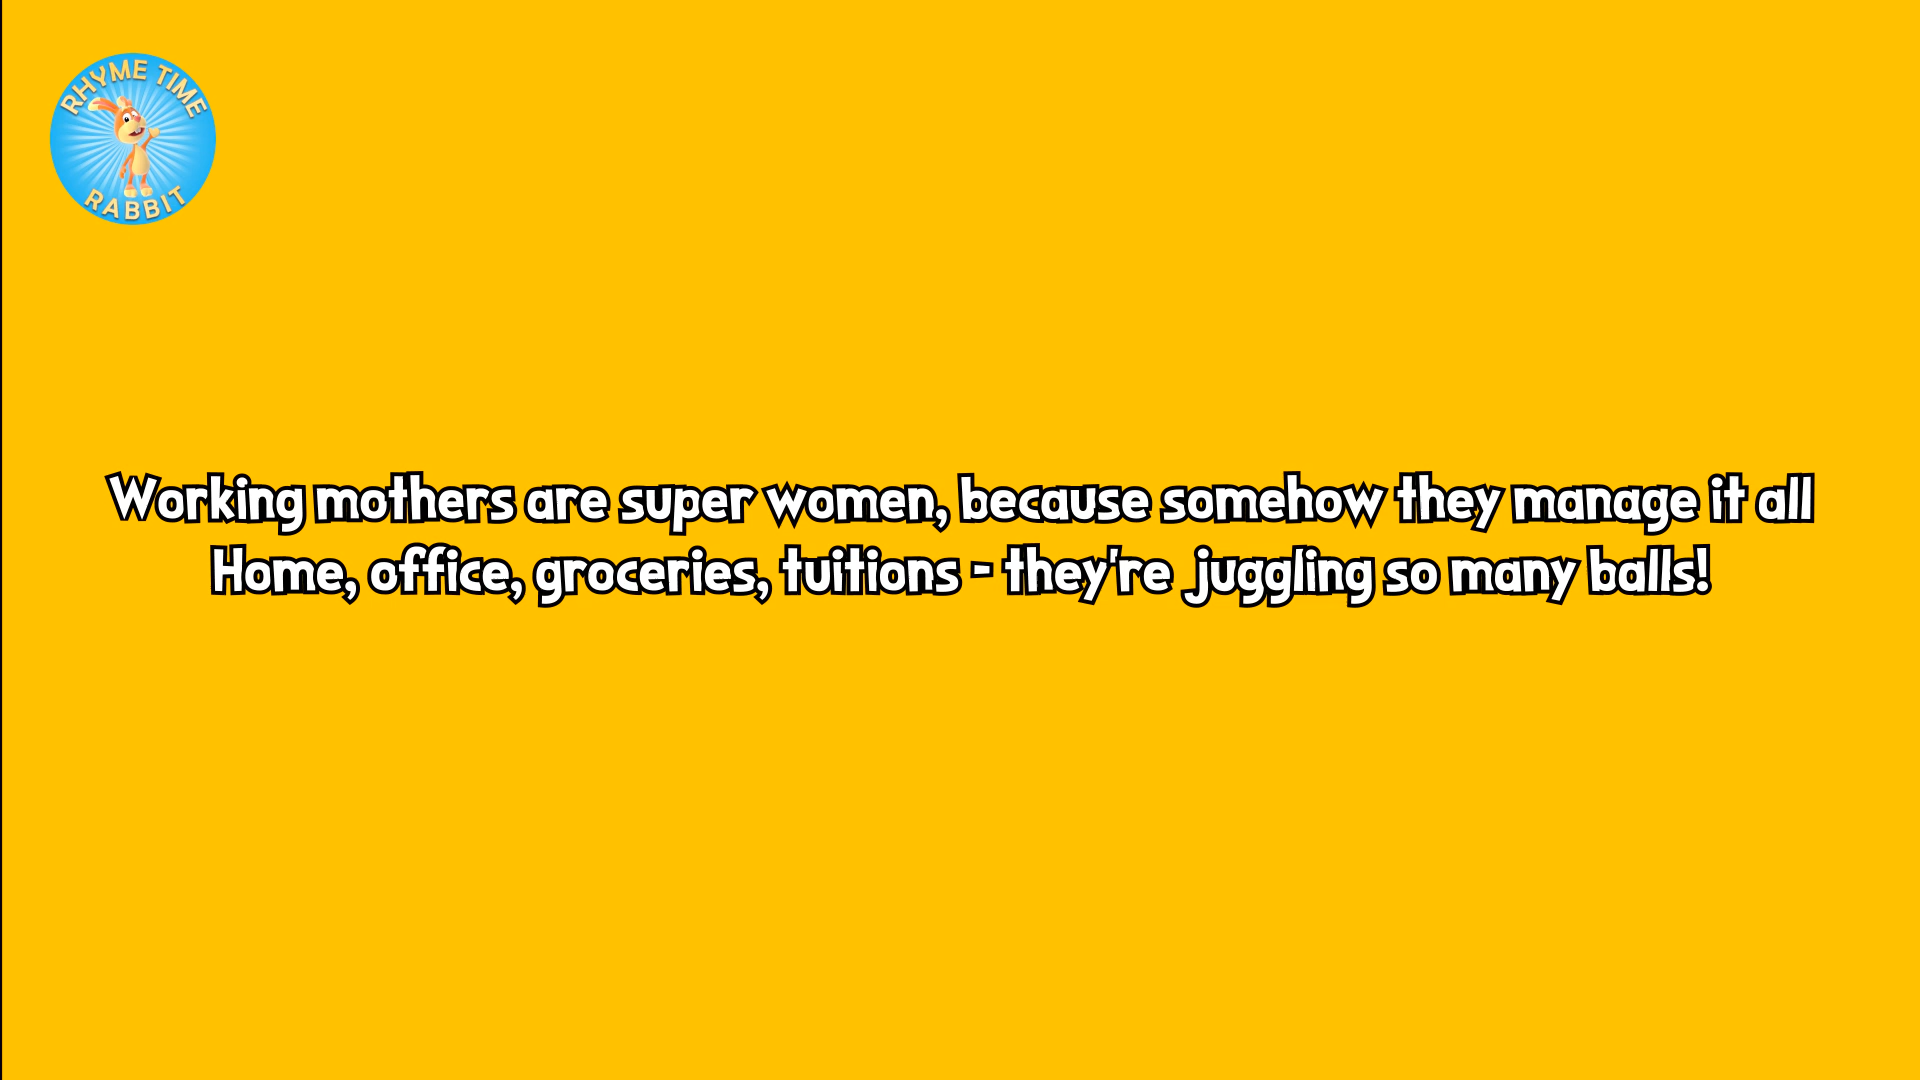 RHYME TIME
RABBIT
Working mothers are super women, because somehow they manage it all
Home, office, groceries, tuitions - they're juggling so many balls!